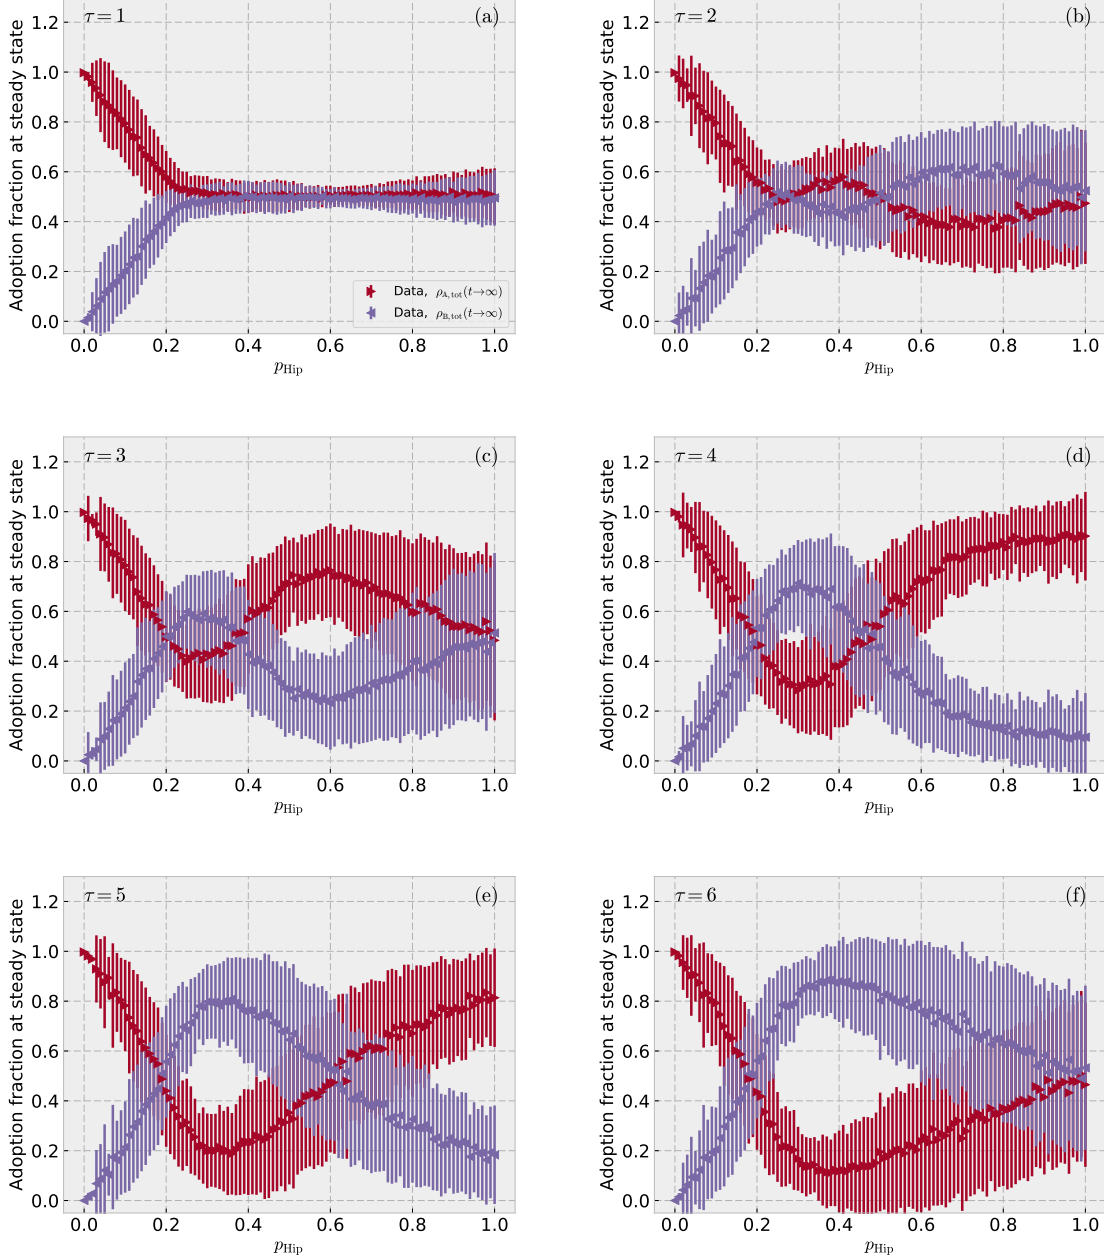 τ = 1
(a)
Adoption fraction at steady state
1.2
1.0
0.8
0.6
0.4
0.2
0.0
Data, ρA,tot(t→∞)
Data, ρB,tot(t→∞)
0.0 0.2 0.4 0.6 0.8 1.0
pHip
τ = 2
(b)
Adoption fraction at steady state
1.2
1.0
0.8
0.6
0.4
0.2
0.0
0.0 0.2 0.4 0.6 0.8 1.0
pHip
τ = 3
(c)
Adoption fraction at steady state
1.2
1.0
0.8
0.6
0.4
0.2
0.0
0.0 0.2 0.4 0.6 0.8 1.0
pHip
τ = 4
(d)
Adoption fraction at steady state
1.2
1.0
0.8
0.6
0.4
0.2
0.0
0.0 0.2 0.4 0.6 0.8 1.0
pHip
τ = 5
(e)
Adoption fraction at steady state
1.2
1.0
0.8
0.6
0.4
0.2
0.0
0.0 0.2 0.4 0.6 0.8 1.0
pHip
τ = 6
(f)
Adoption fraction at steady state
1.2
1.0
0.8
0.6
0.4
0.2
0.0
0.0 0.2 0.4 0.6 0.8 1.0
pHip